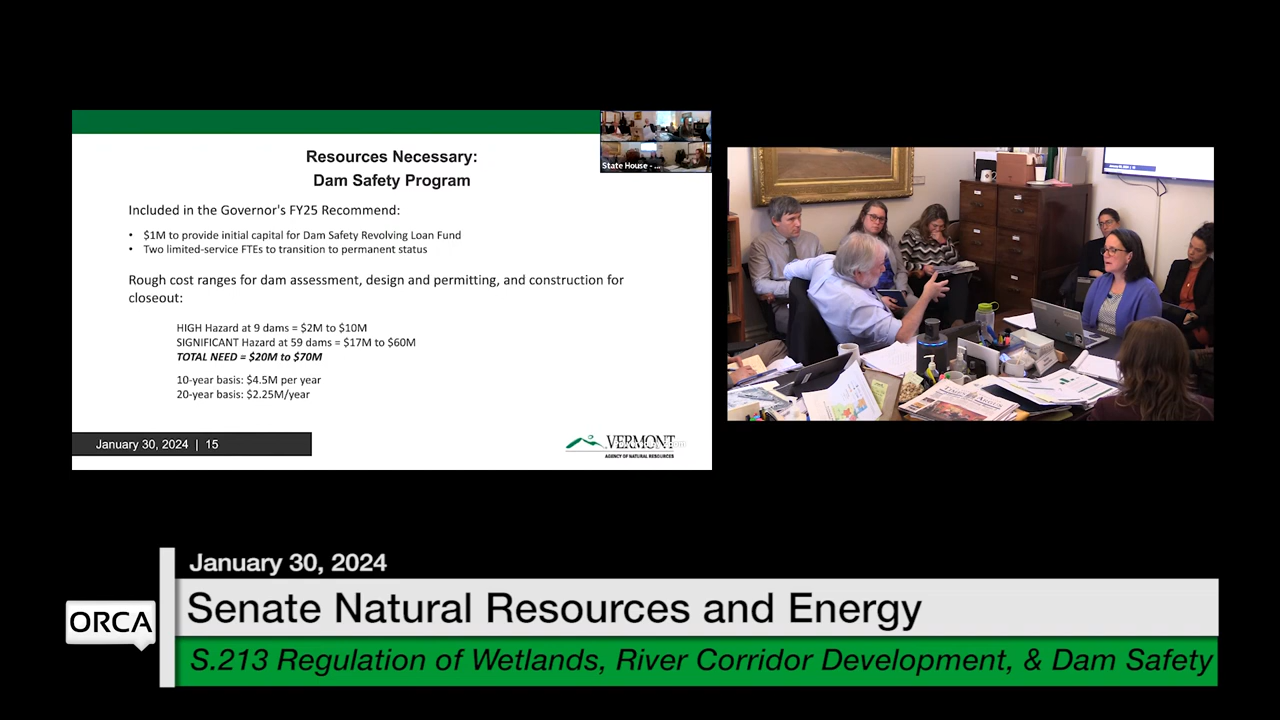 Resources Necessary:
Dam Safety Program
State House - ...
Included in the Governor's FY25 Recommend:
• $1M to provide initial capital for Dam Safety Revolving Loan Fund
• Two limited-service FTEs to transition to permanent status
Rough cost ranges for dam assessment, design and permitting, and construction for
closeout:
HIGH Hazard at 9 dams = $2M to $10M
SIGNIFICANT Hazard at 59 dams = $17M to $60M
TOTAL NEED = $20M to $70M
10-year basis: $4.5M per year
20-year basis: $2.25M/year
January 30, 2024 | 15
VERMONT
AGENCY OF NATURAL RESOURCES
January 30, 2024
ORCA
Senate Natural Resources and Energy
S.213 Regulation of Wetlands, River Corridor Development, & Dam Safety